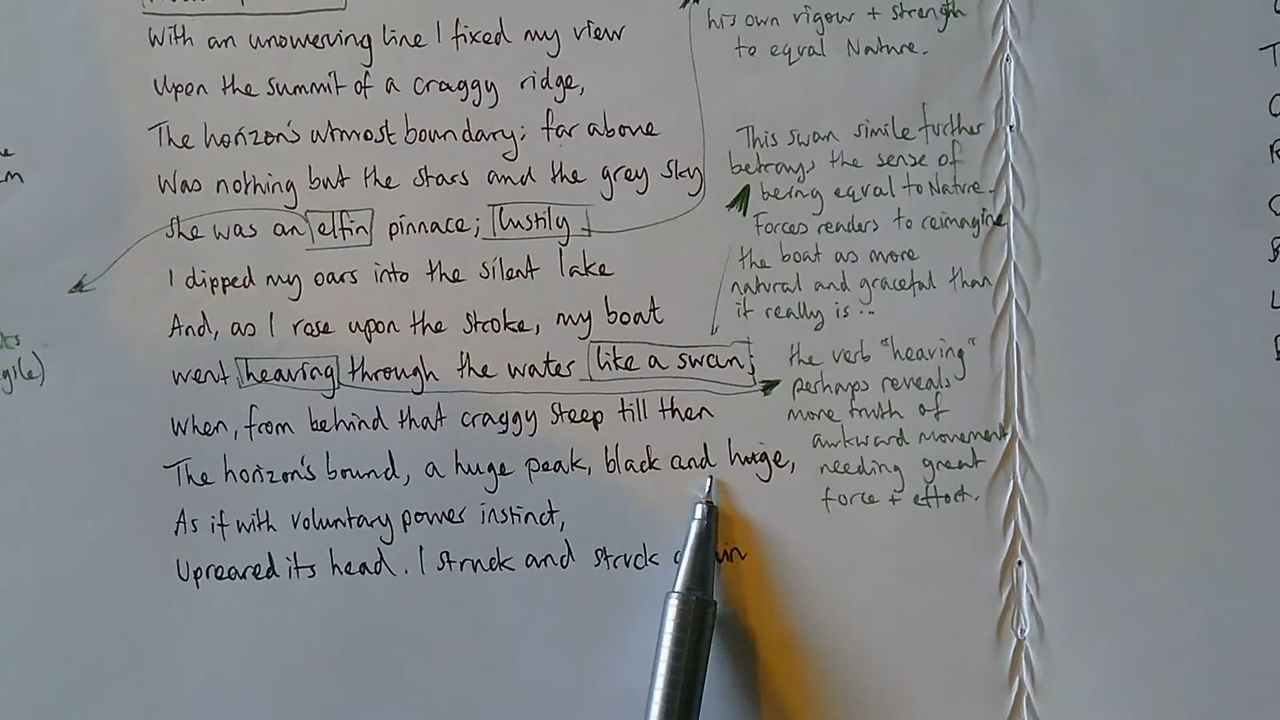 With an unswerving line I fixed my view
Upon the summit of a craggy ridge,
The horizon's utmost boundary; far above
Was nothing but the stars and the grey sky
She was an elfin pinnace; lustily
I dipped my oars into the silent lake
And, as I rose upon the stroke, my boat
went heaving through the water like a swan;
When, from behind that craggy steep till then
The horizon's bound, a huge peak, black and huge,
As if with voluntary power instinct,
Upreared its head. I struck and struck
his own rigour + strength
to equal Nature.
This swan simile further
betrays the sense of
being equal to Nature.
Forces renders to reimagine
the boat as more
natural and graceful than
it really is...
the verb "heaving"
perhaps reveals
more truth of
awkward movement
needing great
force + effort.
gile)